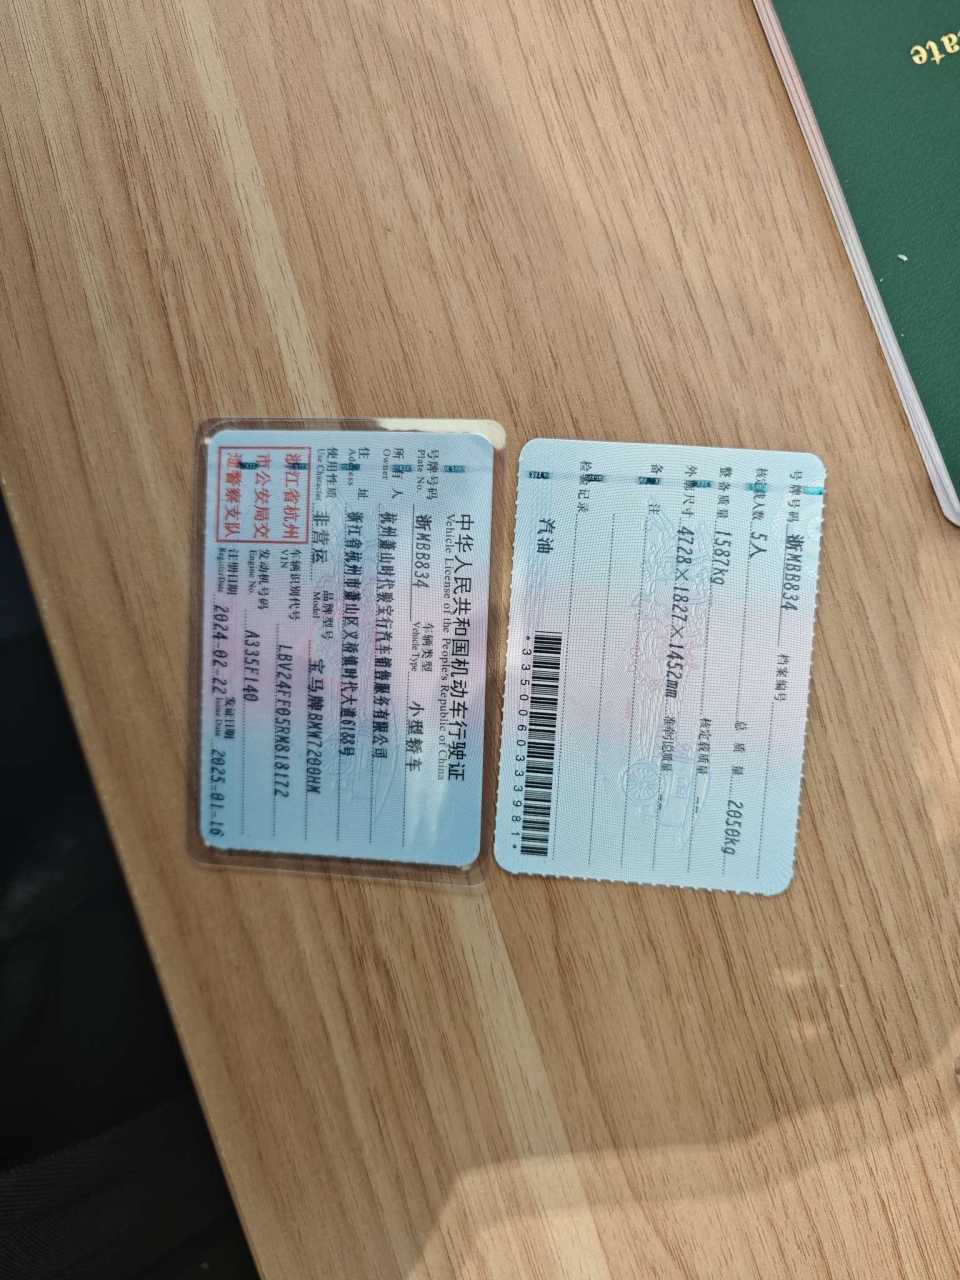 中华人民共和国机动车行驶证
Vehicle License of the People's Republic of China
号牌号码 浙MBB834 车辆类型 小型轿车
Plate No. Vehicle Type
所有人 杭州萧山时代骏宝行汽车销售服务有限公司
Owner
住址 浙江省杭州市萧山区义桥镇时代大道6188号
Address
使用性质 非营运 品牌型号 宝马牌BMW7200HM
Use Character Model
浙江省杭州
市公安局交
通警察支队
车辆识别代号 LBV24FF05RM818172
VIN
发动机号码 A335F140
Engine No.
注册日期 2024-02-22 发证日期 2025-01-16
Register Date Issue Date
号牌号码 浙MBB834 档案编号
核定载人数 5人 总质量 2050kg
整备质量 1587kg 核定载质量 --
外廓尺寸 4728×1827×1452mm 准牵引总质量 --
备注
检验记录
汽油
*3350060333981*
ate